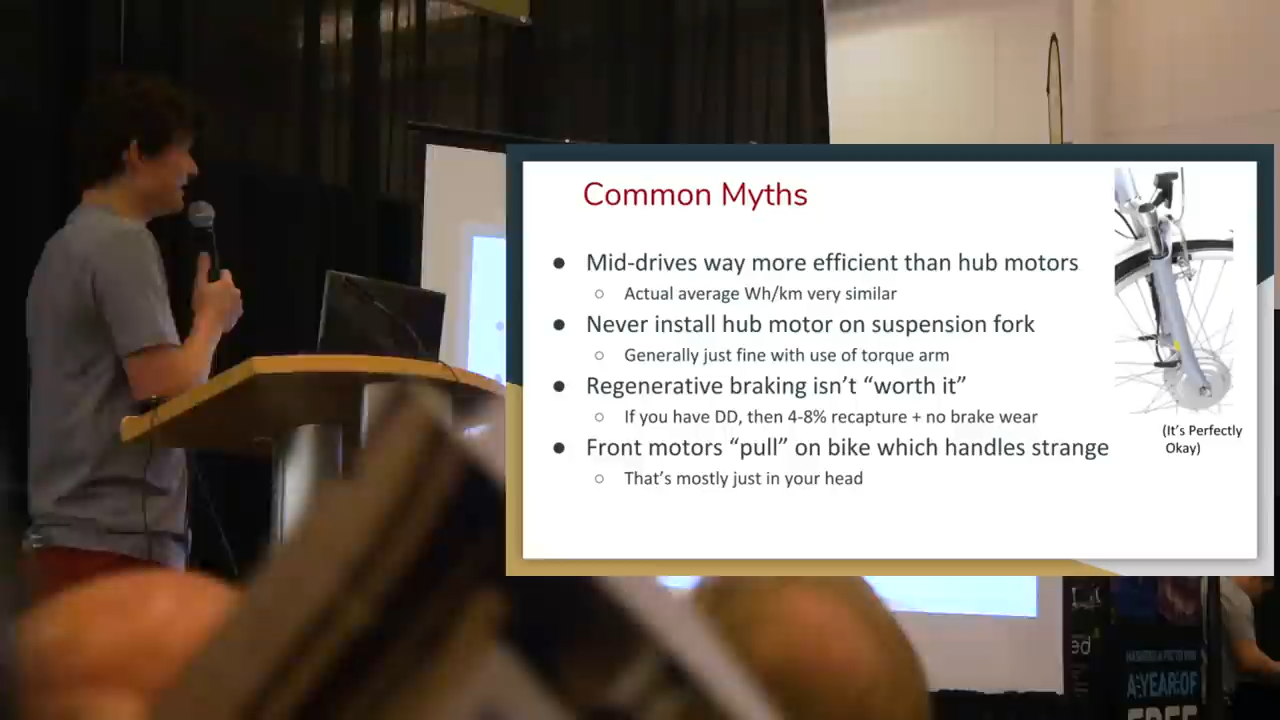 Common Myths
● Mid-drives way more efficient than hub motors
○ Actual average Wh/km very similar
● Never install hub motor on suspension fork
○ Generally just fine with use of torque arm
● Regenerative braking isn’t “worth it”
○ If you have DD, then 4-8% recapture + no brake wear
● Front motors “pull” on bike which handles strange
○ That’s mostly just in your head
(It’s Perfectly
Okay)
ed
A YEAR OF
FREE